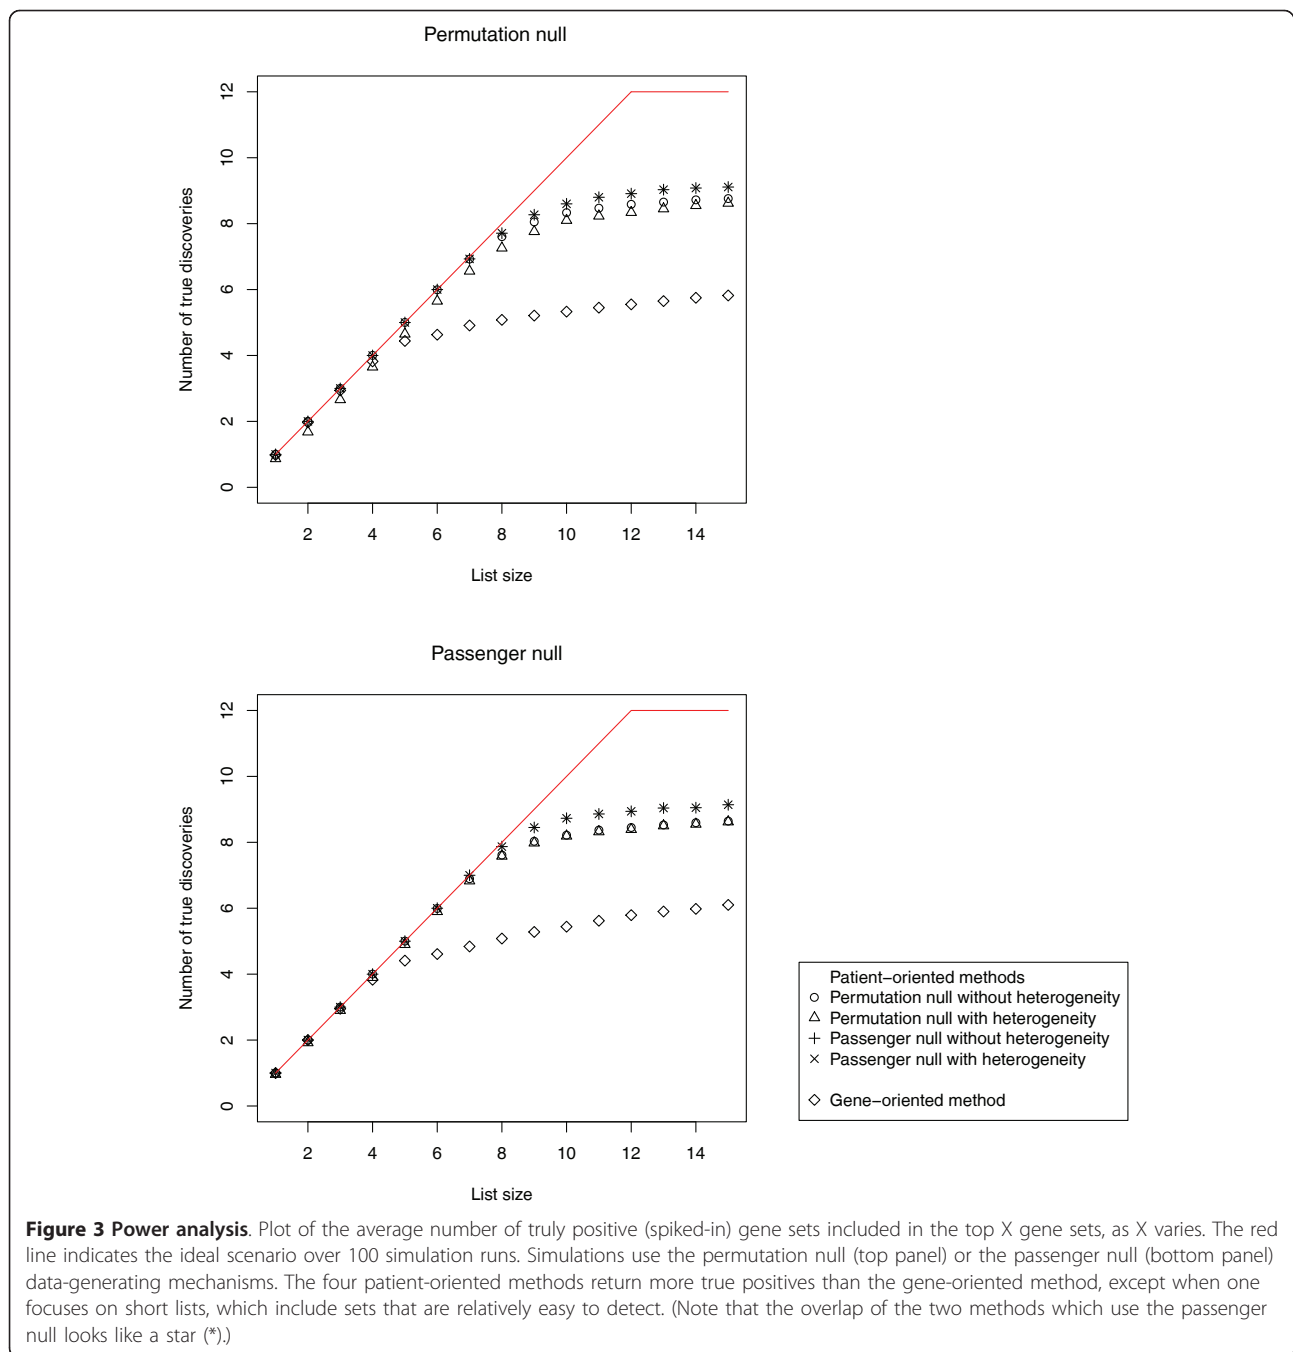 Permutation null
12
10
8
6
4
2
0
Number of true discoveries
2 4 6 8 10 12 14
List size
Passenger null
12
10
8
6
4
2
0
Number of true discoveries
2 4 6 8 10 12 14
List size
Patient−oriented methods
Permutation null without heterogeneity
Permutation null with heterogeneity
Passenger null without heterogeneity
Passenger null with heterogeneity
Gene−oriented method
Figure 3 Power analysis. Plot of the average number of truly positive (spiked-in) gene sets included in the top X gene sets, as X varies. The red
line indicates the ideal scenario over 100 simulation runs. Simulations use the permutation null (top panel) or the passenger null (bottom panel)
data-generating mechanisms. The four patient-oriented methods return more true positives than the gene-oriented method, except when one
focuses on short lists, which include sets that are relatively easy to detect. (Note that the overlap of the two methods which use the passenger
null looks like a star (*).)